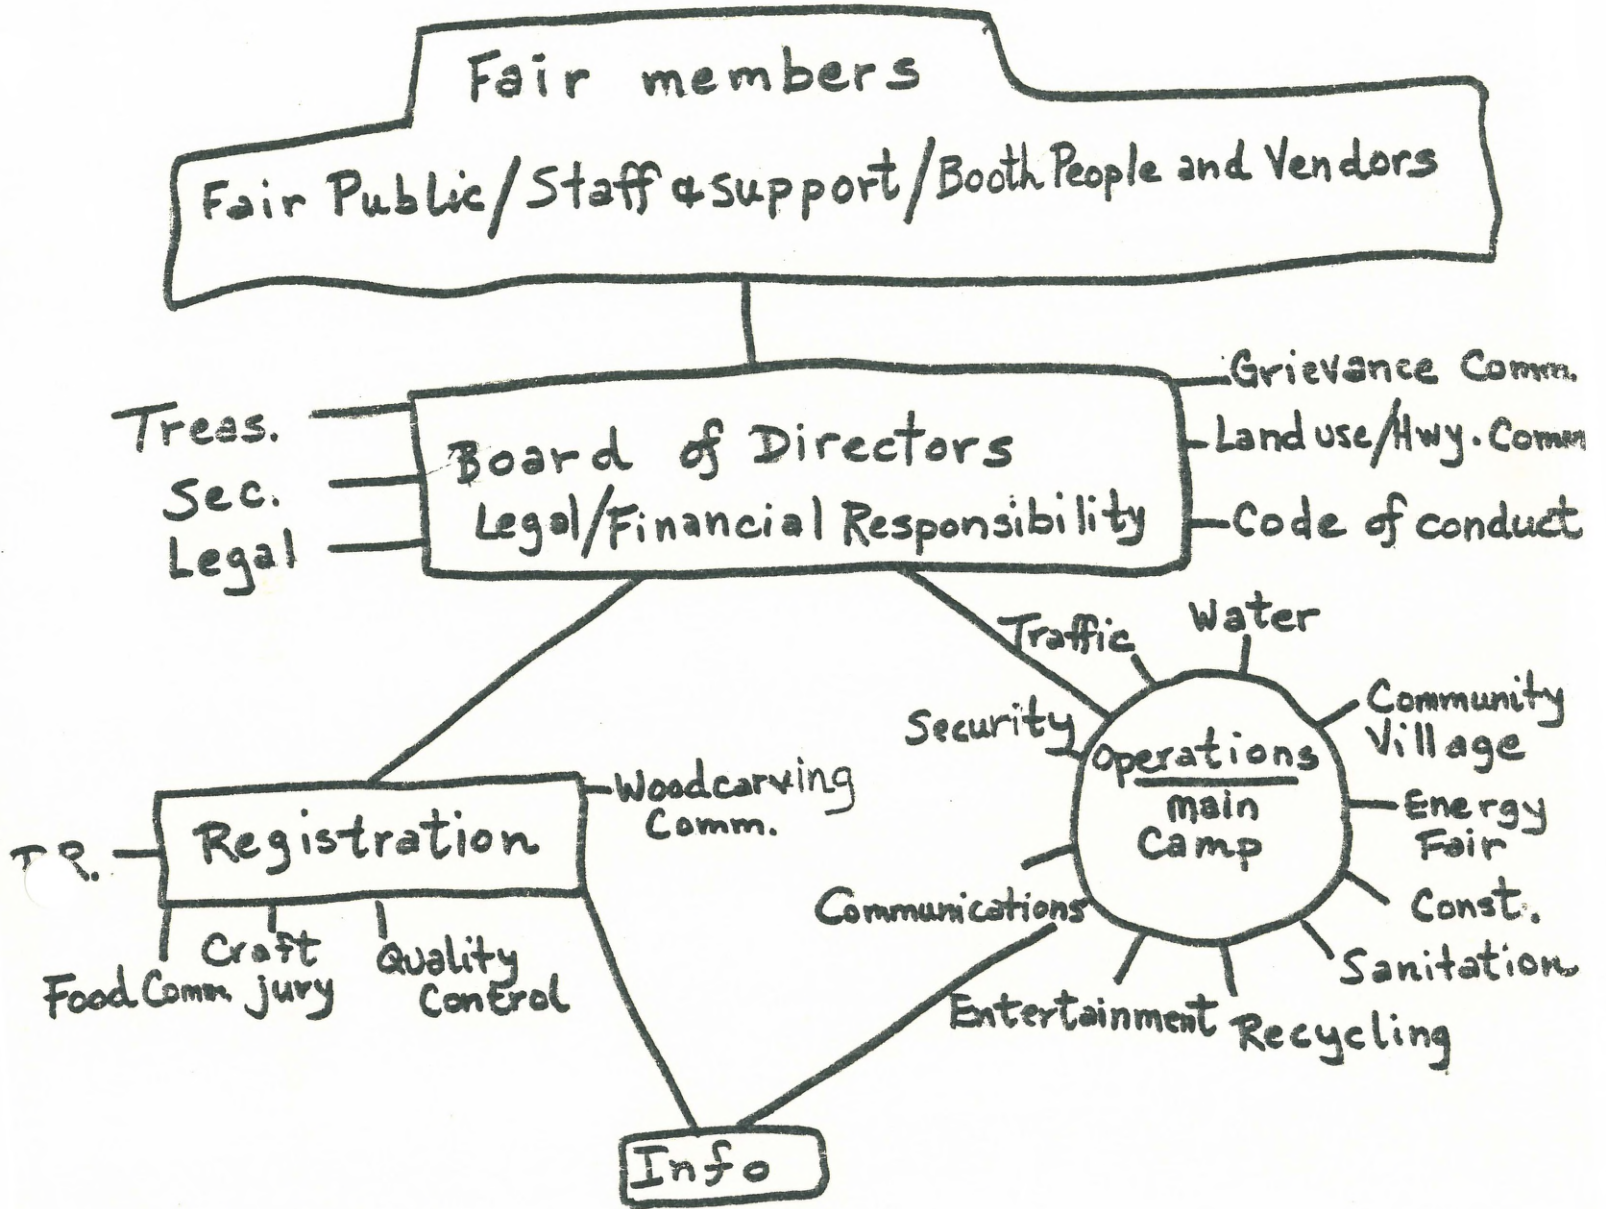 Fair members
Fair Public/Staff & support/Booth People and Vendors
Grievance Comm.
Treas.
Land use/Hwy. Comm
Board of Directors
Sec.
Legal/Financial Responsibility
Code of conduct
Legal
Water
Traffic
Community
Village
Security
Operations
main
Camp
Woodcarving
Comm.
Energy
Fair
Registration
Communications
Const.
Craft
jury
Quality
Control
Food Comm.
Sanitation
Entertainment
Recycling
Info